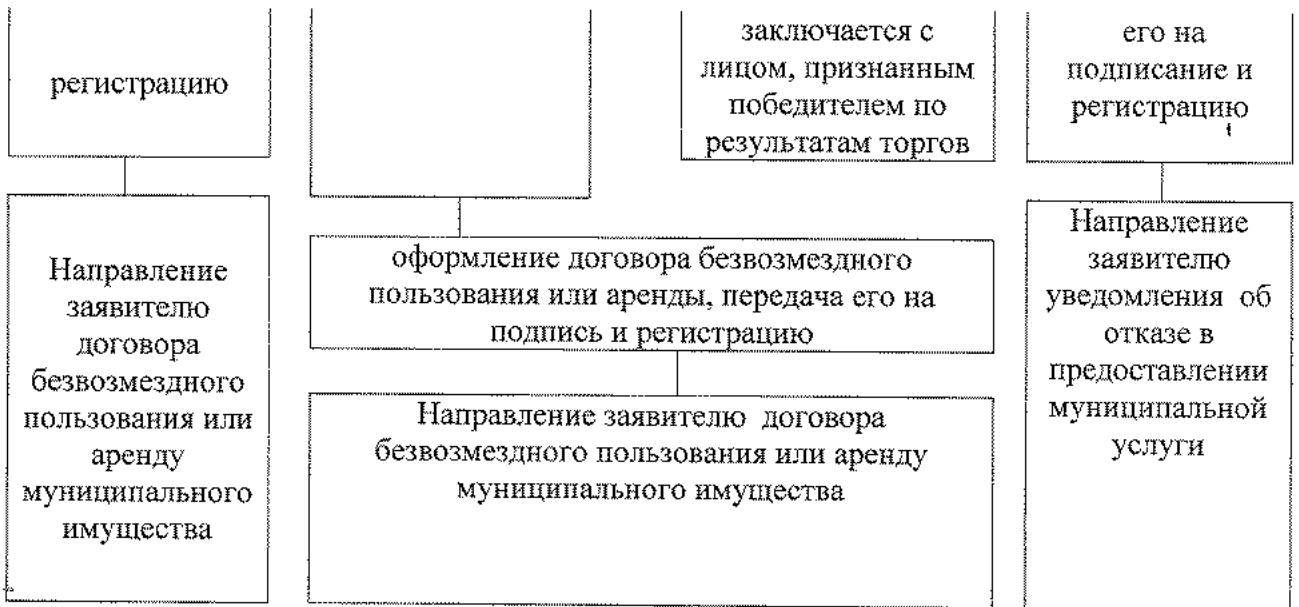 регистрацию
заключается с
лицом, признанным
победителем по
результатам торгов
его на
подписание и
регистрацию
Направление
заявителю
договора
безвозмездного
пользования или
аренду
муниципального
имущества
оформление договора безвозмездного
пользования или аренды, передача его на
подпись и регистрацию
Направление заявителю договора
безвозмездного пользования или аренду
муниципального имущества
Направление
заявителю
уведомления об
отказе в
предоставлении
муниципальной
услуги